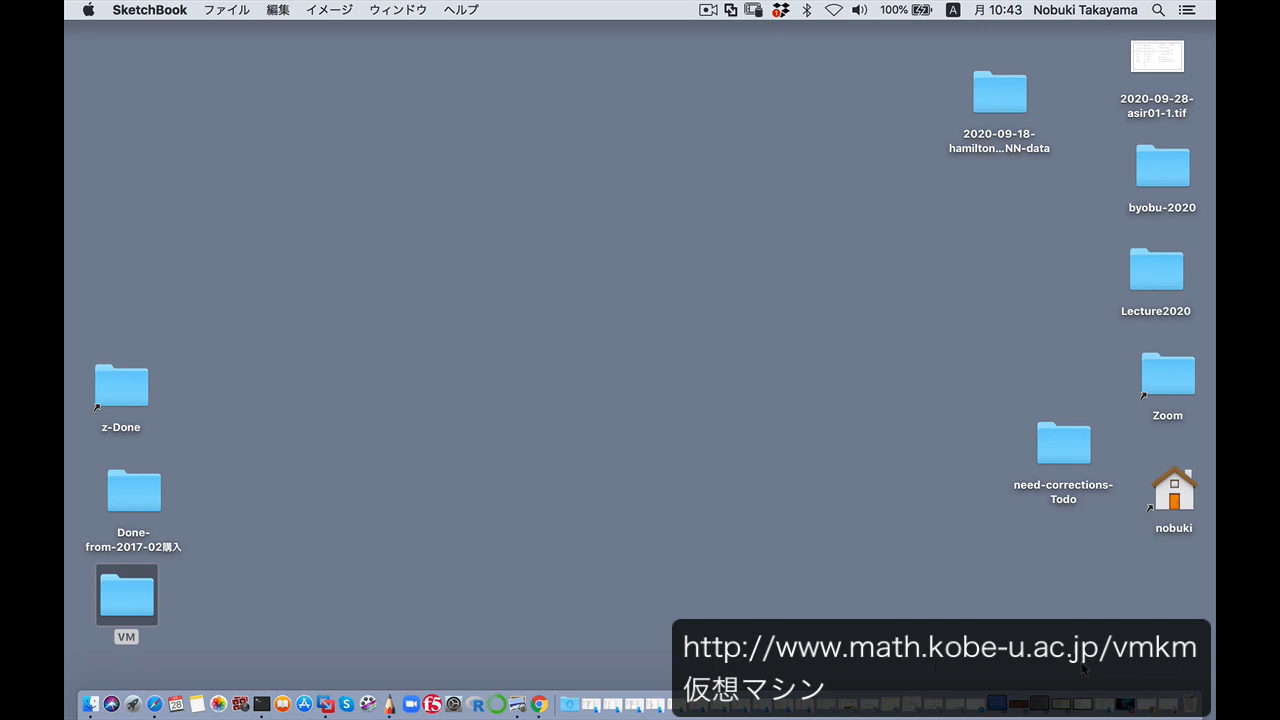 SketchBook ファイル 編集 イメージ ウィンドウ ヘルプ 100% A 月 10:43 Nobuki Takayama
2020-09-28-
asir01-1.tif
2020-09-18-
hamilton...NN-data
byobu-2020
Lecture2020
z-Done
Zoom
need-corrections-
Todo
nobuki
Done-
from-2017-02購入
VM
http://www.math.kobe-u.ac.jp/vmkm
仮想マシン
28
f5
R